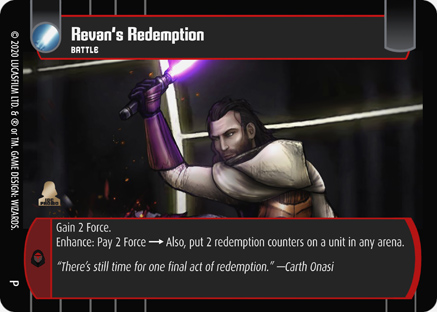 Revan's Redemption
BATTLE
© 2020 LUCASFILM LTD. & ® or TM. GAME DESIGN: WIZARDS.
Gain 2 Force.
Enhance: Pay 2 Force → Also, put 2 redemption counters on a unit in any arena.
"There's still time for one final act of redemption." —Carth Onasi
P